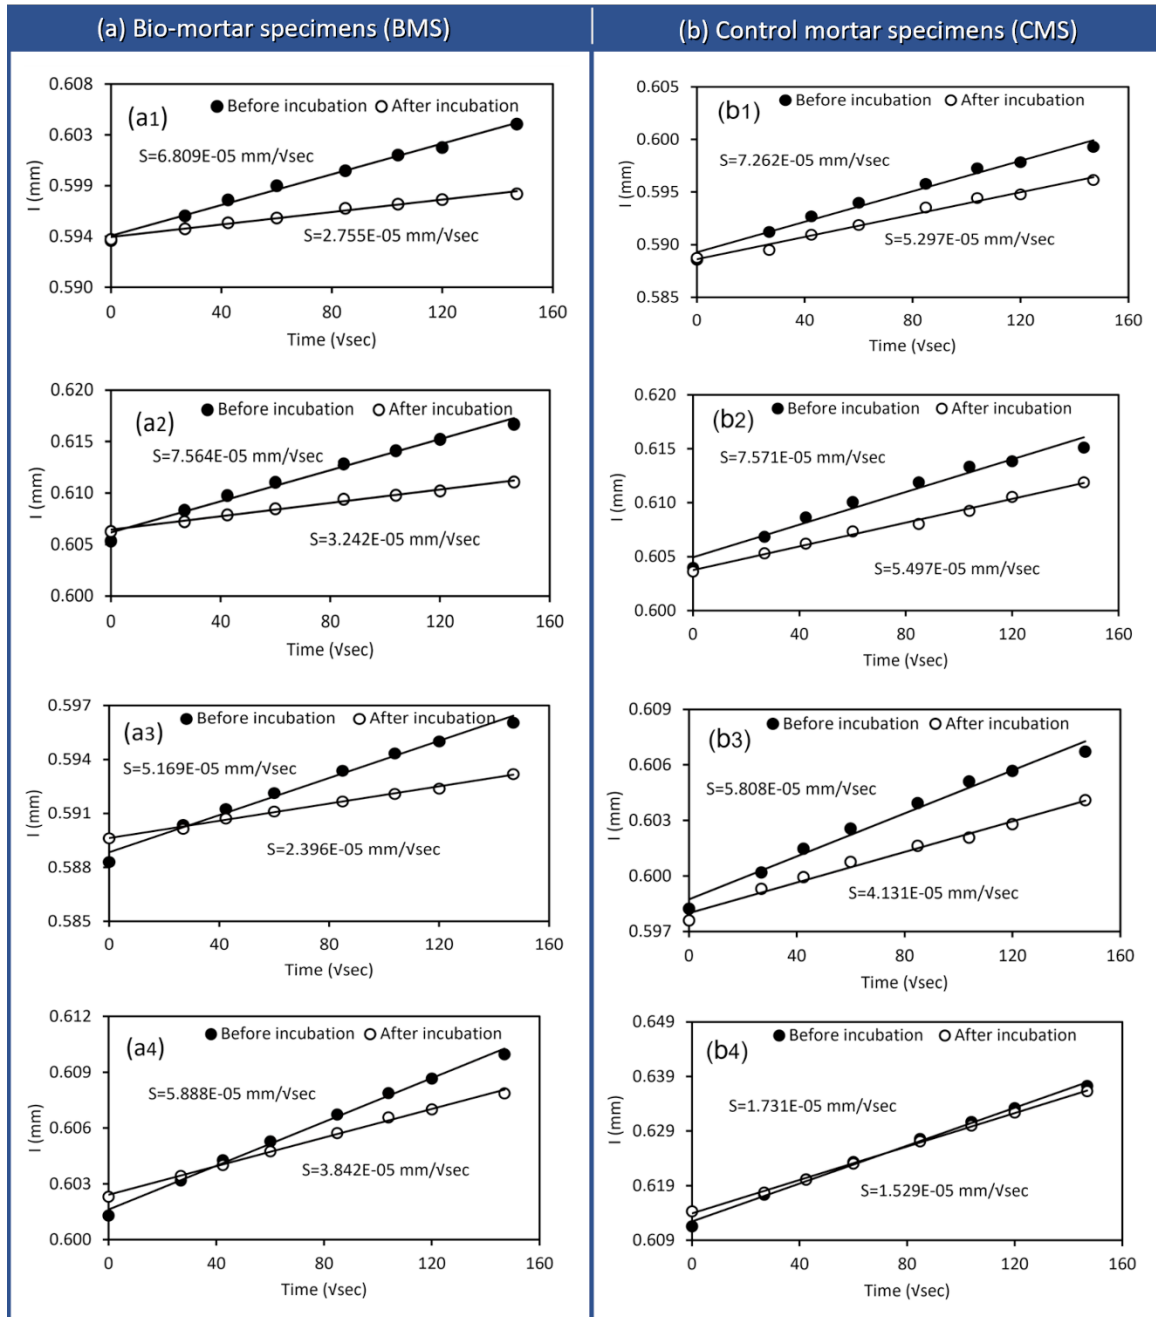 (a) Bio-mortar specimens (BMS)
(b) Control mortar specimens (CMS)
0.608
0.603
0.599
0.594
0.590
I (mm)
(a1)
Before incubation
After incubation
S=6.809E-05 mm/√sec
S=2.755E-05 mm/√sec
0 40 80 120 160
Time (√sec)
0.605
0.600
0.595
0.590
0.585
I (mm)
(b1)
Before incubation
After incubation
S=7.262E-05 mm/√sec
S=5.297E-05 mm/√sec
0 40 80 120 160
Time (√sec)
0.620
0.615
0.610
0.605
0.600
I (mm)
(a2)
Before incubation
After incubation
S=7.564E-05 mm/√sec
S=3.242E-05 mm/√sec
0 40 80 120 160
Time (√sec)
0.620
0.615
0.610
0.605
0.600
I (mm)
(b2)
Before incubation
After incubation
S=7.571E-05 mm/√sec
S=5.497E-05 mm/√sec
0 40 80 120 160
Time (√sec)
0.597
0.594
0.591
0.588
0.585
I (mm)
(a3)
Before incubation
After incubation
S=5.169E-05 mm/√sec
S=2.396E-05 mm/√sec
0 40 80 120 160
Time (√sec)
0.609
0.606
0.603
0.600
0.597
I (mm)
(b3)
Before incubation
After incubation
S=5.808E-05 mm/√sec
S=4.131E-05 mm/√sec
0 40 80 120 160
Time (√sec)
0.612
0.609
0.606
0.603
0.600
I (mm)
(a4)
Before incubation
After incubation
S=5.888E-05 mm/√sec
S=3.842E-05 mm/√sec
0 40 80 120 160
Time (√sec)
0.649
0.639
0.629
0.619
0.609
I (mm)
(b4)
Before incubation
After incubation
S=1.731E-05 mm/√sec
S=1.529E-05 mm/√sec
0 40 80 120 160
Time (√sec)